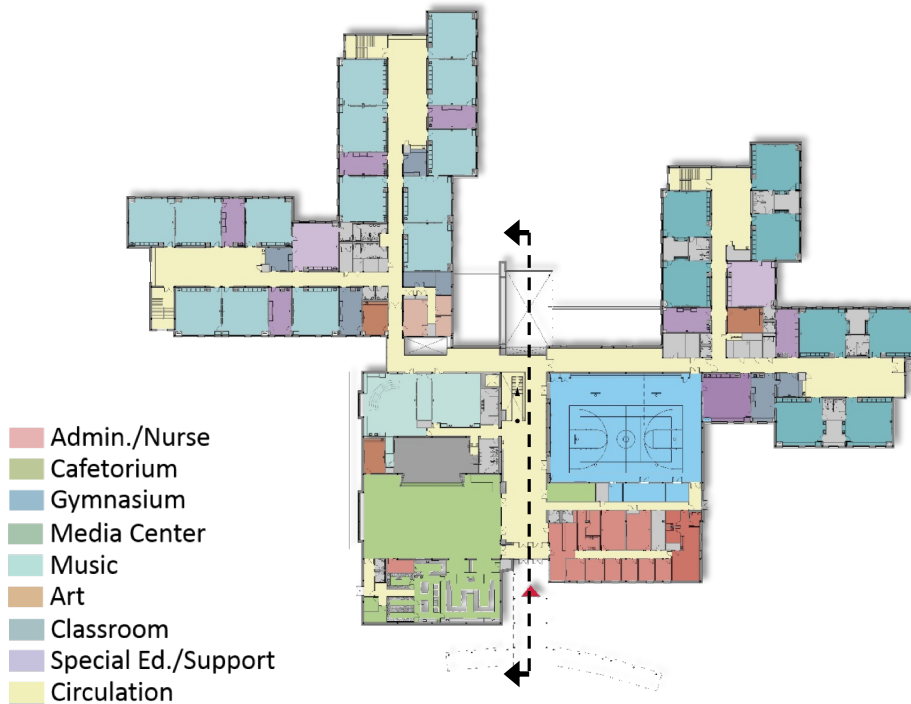 Admin./Nurse
Cafetorium
Gymnasium
Media Center
Music
Art
Classroom
Special Ed./Support
Circulation